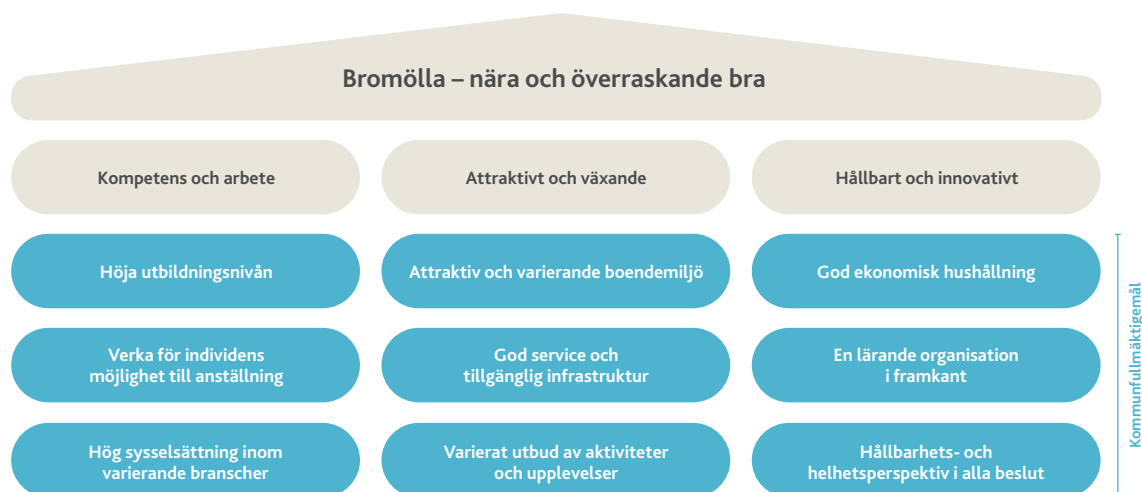 Bromölla – nära och överraskande bra
Kompetens och arbete
Attraktivt och växande
Hållbart och innovativt
Höja utbildningsnivån
Attraktiv och varierande boendemiljö
God ekonomisk hushållning
Verka för individens
möjlighet till anställning
God service och
tillgänglig infrastruktur
En lärande organisation
i framkant
Hög sysselsättning inom
varierande branscher
Varierat utbud av aktiviteter
och upplevelser
Hållbarhets- och
helhetsperspektiv i alla beslut
Kommunfullmäktigemål